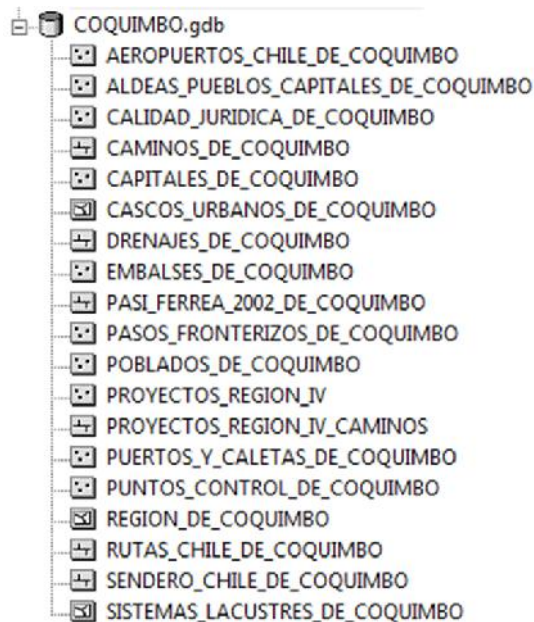 COQUIMBO.gdb
AEROPUERTOS_CHILE_DE_COQUIMBO
ALDEAS_PUEBLOS_CAPITALES_DE_COQUIMBO
CALIDAD_JURIDICA_DE_COQUIMBO
CAMINOS_DE_COQUIMBO
CAPITALES_DE_COQUIMBO
CASCOS_URBANOS_DE_COQUIMBO
DRENAJES_DE_COQUIMBO
EMBALSES_DE_COQUIMBO
PASI_FERREA_2002_DE_COQUIMBO
PASOS_FRONTERIZOS_DE_COQUIMBO
POBLADOS_DE_COQUIMBO
PROYECTOS_REGION_IV
PROYECTOS_REGION_IV_CAMINOS
PUERTOS_Y_CALETAS_DE_COQUIMBO
PUNTOS_CONTROL_DE_COQUIMBO
REGION_DE_COQUIMBO
RUTAS_CHILE_DE_COQUIMBO
SENDERO_CHILE_DE_COQUIMBO
SISTEMAS_LACUSTRES_DE_COQUIMBO